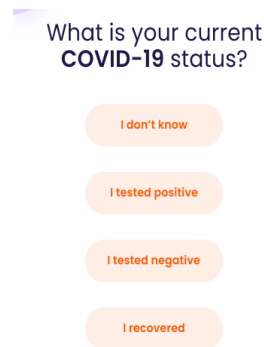 What is your current
COVID-19 status?
I don’t know
I tested positive
I tested negative
I recovered